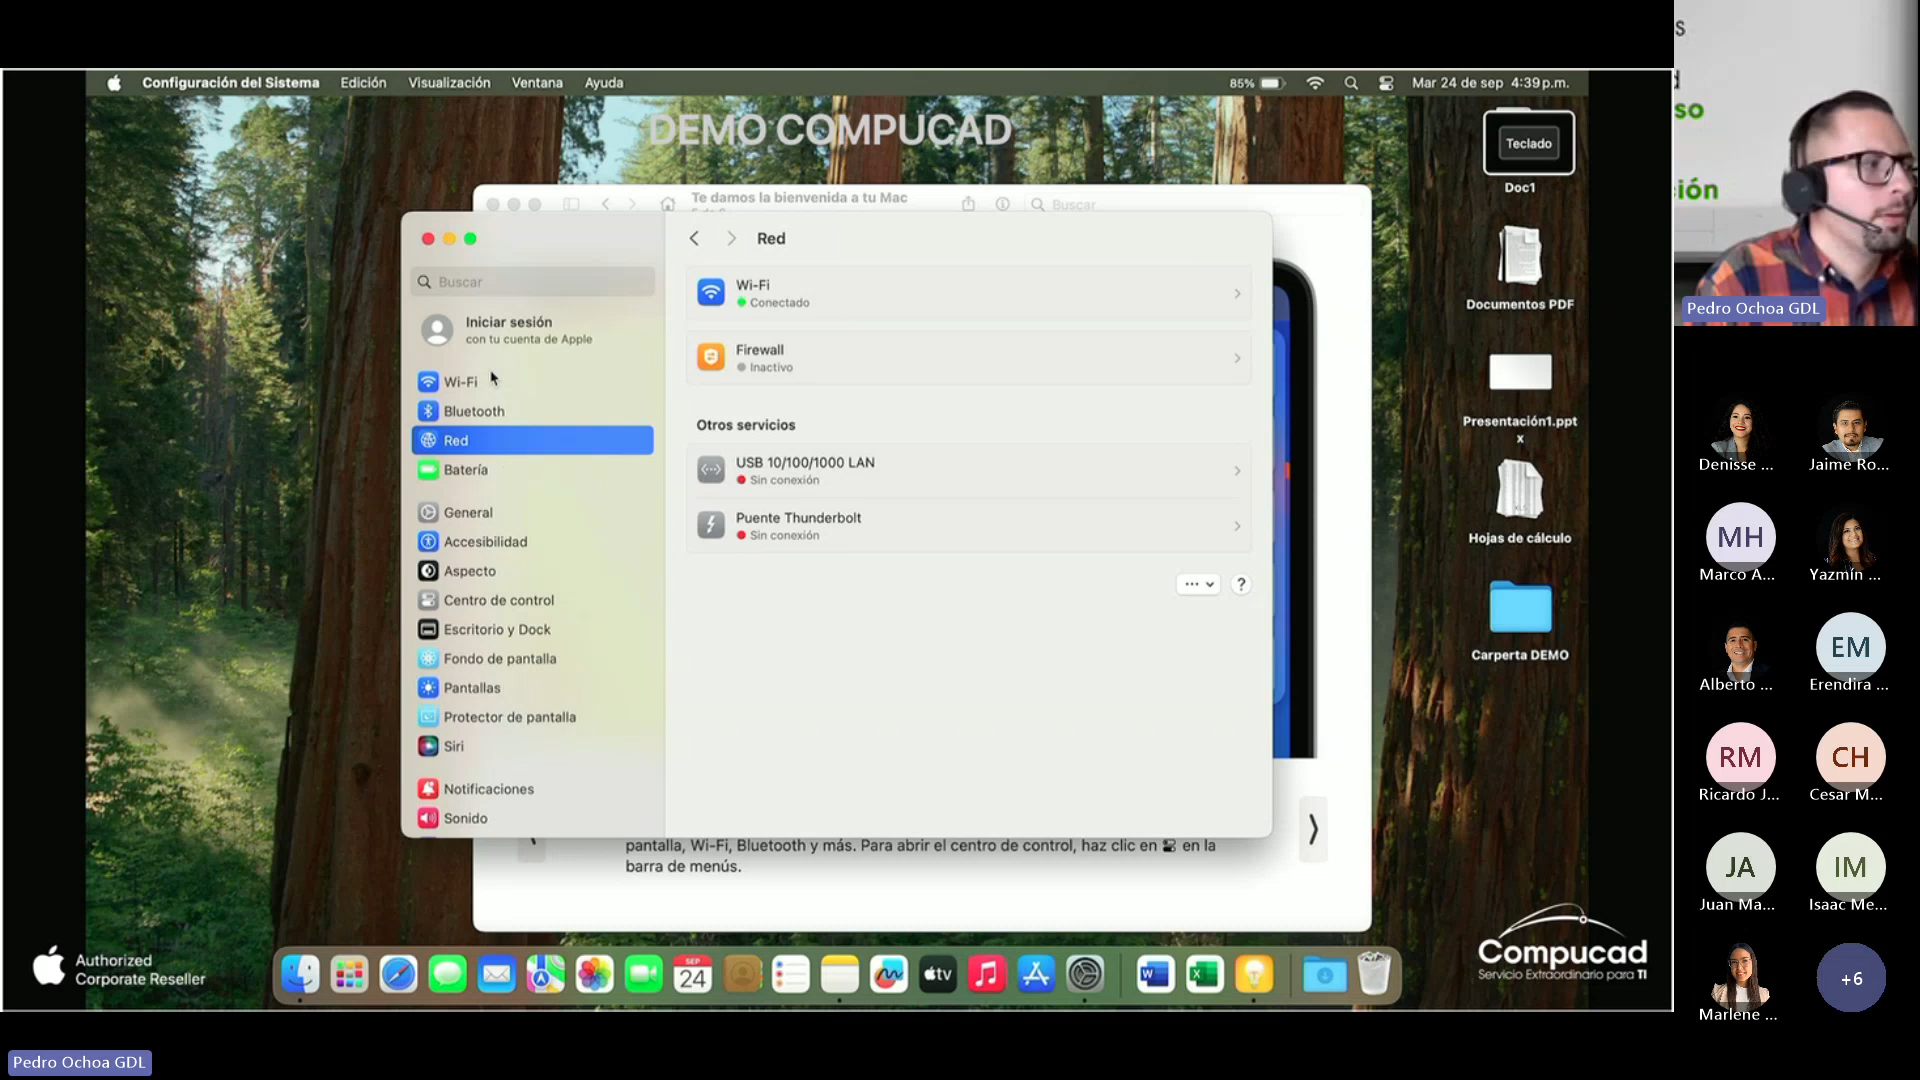 Configuración del Sistema Edición Visualización Ventana Ayuda
85% Mar 24 de sep 4:39 p.m.
DEMO COMPUCAD
Te damos la bienvenida a tu Mac
Buscar
Red
Buscar
Iniciar sesión
con tu cuenta de Apple
Wi-Fi
Bluetooth
Red
Batería
General
Accesibilidad
Aspecto
Centro de control
Escritorio y Dock
Fondo de pantalla
Pantallas
Protector de pantalla
Siri
Notificaciones
Sonido
Wi-Fi
Conectado
Firewall
Inactivo
Otros servicios
USB 10/100/1000 LAN
Sin conexión
Puente Thunderbolt
Sin conexión
?
pantalla, Wi-Fi, Bluetooth y más. Para abrir el centro de control, haz clic en en la
barra de menús.
Teclado
Doc1
Documentos PDF
Presentación1.ppt
x
Hojas de cálculo
Carperta DEMO
Authorized
Corporate Reseller
SEP
24
tv
Compucad
Servicio Extraordinario para TI
s
so
ción
Pedro Ochoa GDL
Denisse ...
Jaime Ro...
MH
Marco A...
Yazmín ...
Alberto ...
EM
Erendira ...
RM
Ricardo J...
CH
Cesar M...
JA
Juan Ma...
IM
Isaac Me...
Marlene ...
+6
Pedro Ochoa GDL